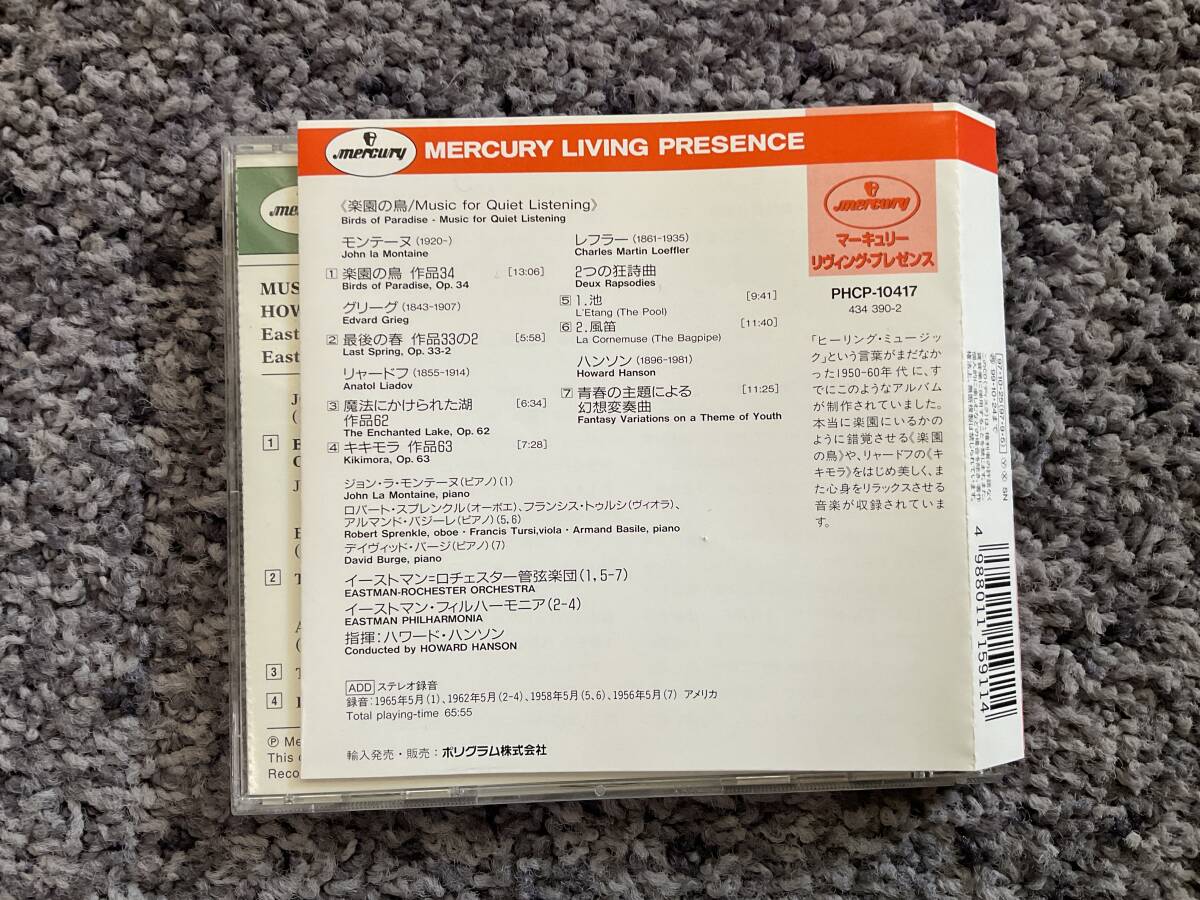 mercury
MERCURY LIVING PRESENCE
《楽園の鳥/Music for Quiet Listening》
Birds of Paradise - Music for Quiet Listening
モンテーヌ (1920-)
John la Montaine
1 楽園の鳥 作品34 [13:06]
Birds of Paradise, Op. 34
グリーグ (1843-1907)
Edvard Grieg
2 最後の春 作品33の2 [5:58]
Last Spring, Op. 33-2
リャードフ (1855-1914)
Anatol Liadov
3 魔法にかけられた湖 [6:34]
作品62
The Enchanted Lake, Op. 62
4 キキモラ 作品63 [7:28]
Kikimora, Op. 63
レフラー (1861-1935)
Charles Martin Loeffler
2つの狂詩曲
Deux Rapsodies
5 1.池 [9:41]
L'Etang (The Pool)
6 2.風笛 [11:40]
La Cornemuse (The Bagpipe)
ハンソン (1896-1981)
Howard Hanson
7 青春の主題による [11:25]
幻想変奏曲
Fantasy Variations on a Theme of Youth
ジョン・ラ・モンテーヌ(ピアノ)(1)
John La Montaine, piano
ロバート・スプレンクル(オーボエ)、フランシス・トゥルシ(ヴィオラ)、
アルマンド・バジーレ(ピアノ)(5,6)
Robert Sprenkle, oboe・Francis Tursi,viola・Armand Basile, piano
デイヴィッド・バージ(ピアノ)(7)
David Burge, piano
イーストマン=ロチェスター管弦楽団(1,5-7)
EASTMAN-ROCHESTER ORCHESTRA
イーストマン・フィルハーモニア(2-4)
EASTMAN PHILHARMONIA
指揮:ハワード・ハンソン
Conducted by HOWARD HANSON
ADD ステレオ録音
録音:1965年5月(1)、1962年5月(2-4)、1958年5月(5,6)、1956年5月(7) アメリカ
Total playing-time 65:55
輸入発売・販売:ポリグラム株式会社
mercury
マーキュリー
リヴィング・プレゼンス
PHCP-10417
434 390-2
「ヒーリング・ミュージッ
ク」という言葉がまだなか
った1950-60年代に、す
でにこのようなアルバム
が制作されていました。
本当に楽園にいるかの
ように錯覚させる《楽園
の鳥》や、リャードフの《キ
キモラ》をはじめ美しく、ま
た心身をリラックスさせる
音楽が収録されていま
す。
4 988011 159114
MUS
HOW
East
East
1
2
3
4
Ⓟ Me
This c
Reco